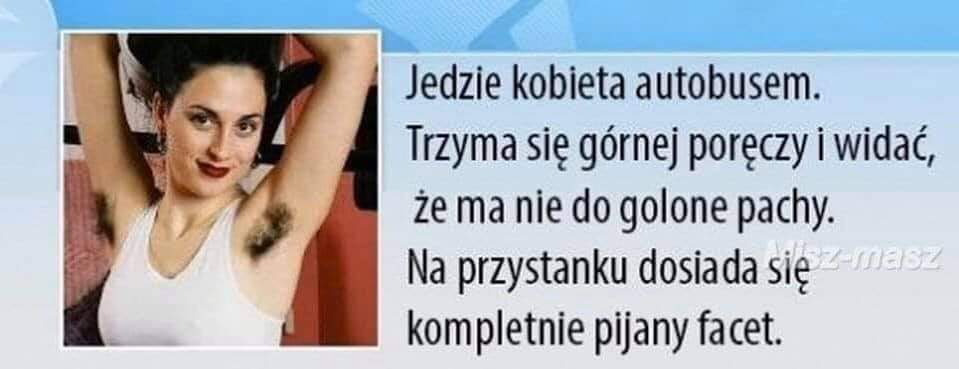 Jedzie kobieta autobusem.
Trzyma się górnej poręczy i widać,
że ma nie do golone pachy.
Na przystanku dosiada się
Misz-masz
kompletnie pijany facet.